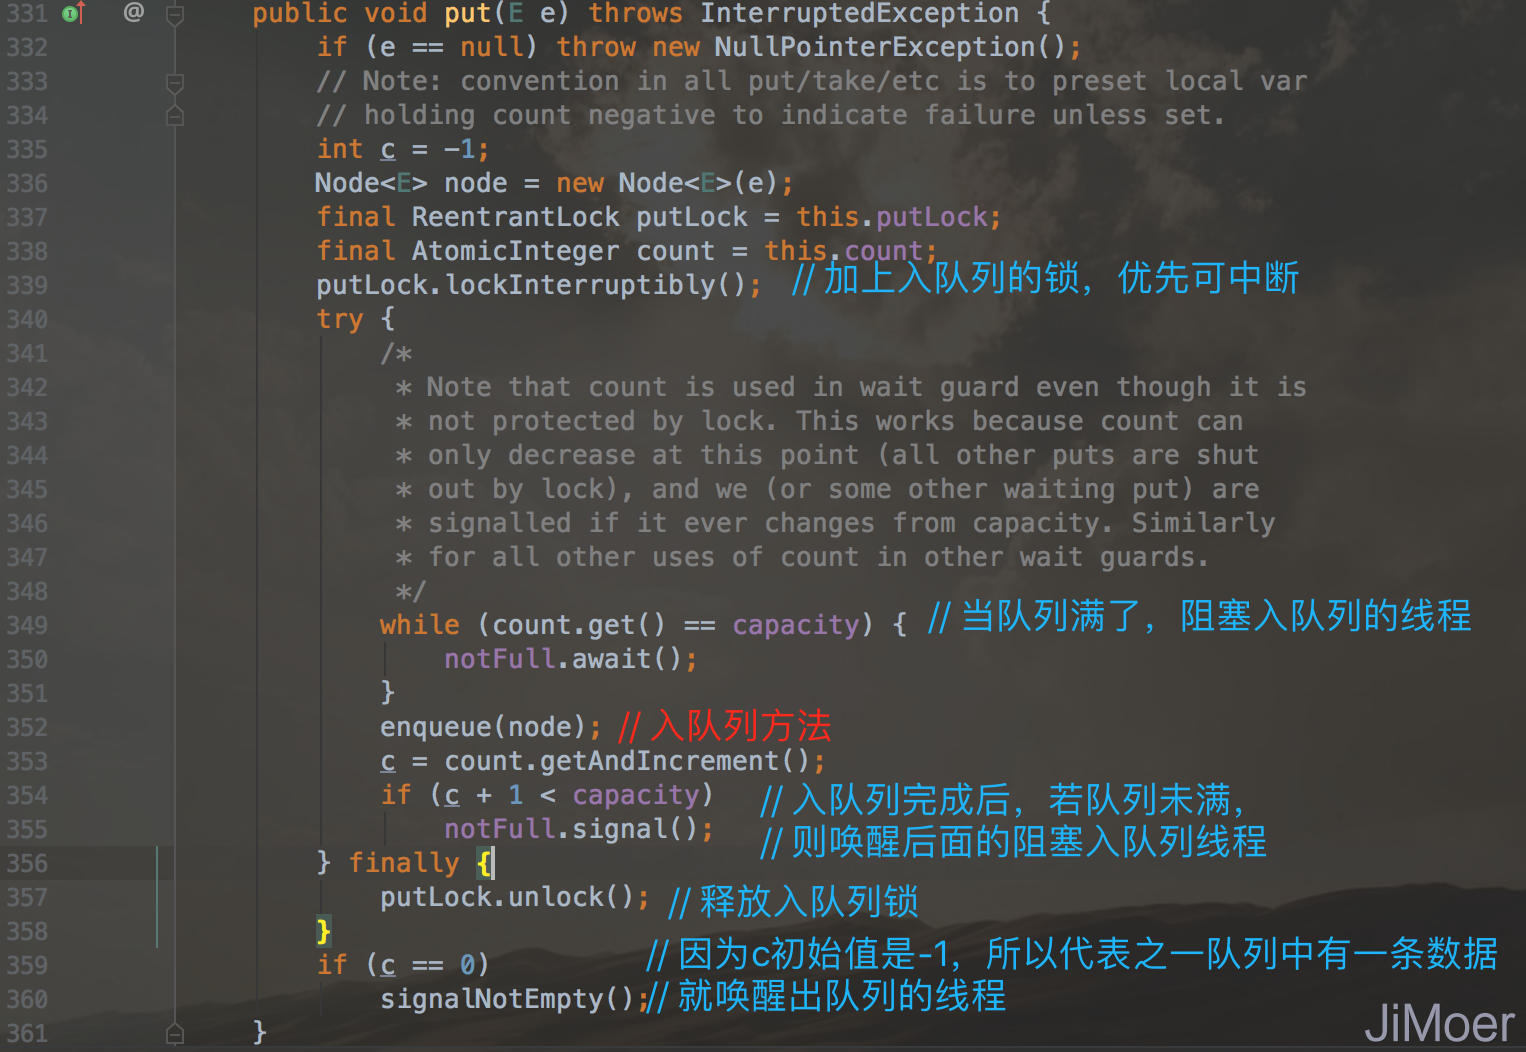 331 @ public void put(E e) throws InterruptedException {
332 if (e == null) throw new NullPointerException();
333 // Note: convention in all put/take/etc is to preset local var
334 // holding count negative to indicate failure unless set.
335 int c = -1;
336 Node<E> node = new Node<E>(e);
337 final ReentrantLock putLock = this.putLock;
338 final AtomicInteger count = this.count;
339 putLock.lockInterruptibly(); // 加上入队列的锁，优先可中断
340 try {
341 /*
342 * Note that count is used in wait guard even though it is
343 * not protected by lock. This works because count can
344 * only decrease at this point (all other puts are shut
345 * out by lock), and we (or some other waiting put) are
346 * signalled if it ever changes from capacity. Similarly
347 * for all other uses of count in other wait guards.
348 */
349 while (count.get() == capacity) { // 当队列满了，阻塞入队列的线程
350 notFull.await();
351 }
352 enqueue(node); // 入队列方法
353 c = count.getAndIncrement();
354 if (c + 1 < capacity) // 入队列完成后，若队列未满，
355 notFull.signal(); // 则唤醒后面的阻塞入队列线程
356 } finally {
357 putLock.unlock(); // 释放入队列锁
358 }
359 if (c == 0) // 因为c初始值是-1，所以代表之一队列中有一条数据
360 signalNotEmpty(); // 就唤醒出队列的线程
361 }
JiMoer